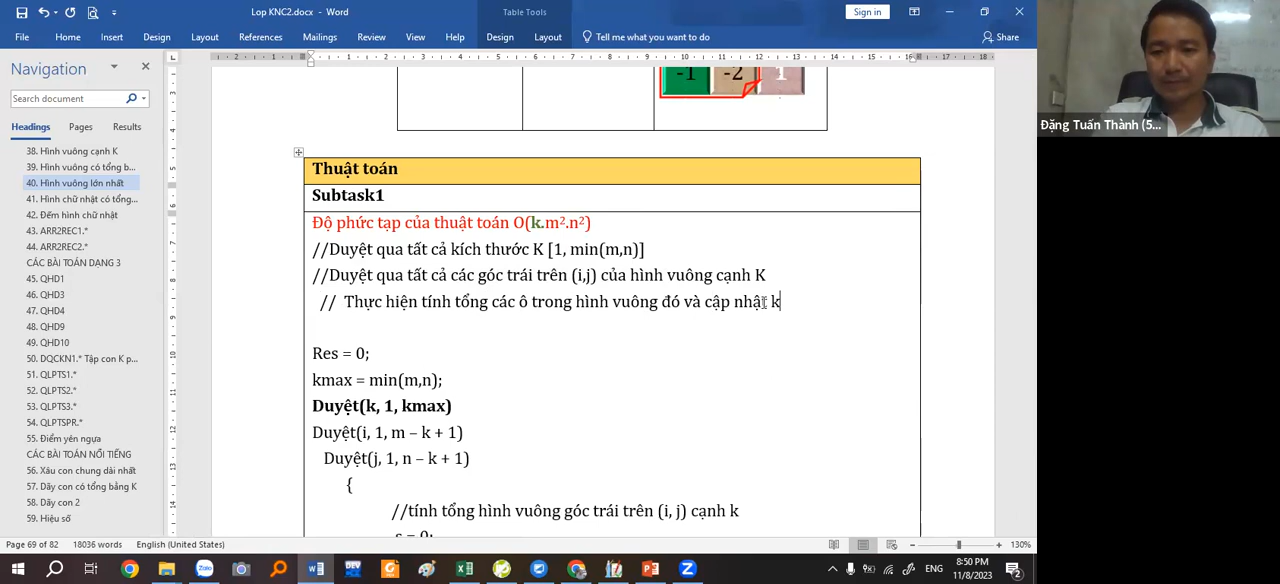 Lop KNC2.docx - Word
Table Tools
Sign in
File Home Insert Design Layout References Mailings Review View Help Design Layout Tell me what you want to do Share
Navigation
Search document
Headings Pages Results
38. Hình vuông cạnh K
39. Hình vuông có tổng b...
40. Hình vuông lớn nhất
41. Hình chữ nhật có tổng...
42. Đếm hình chữ nhật
43. ARR2REC1.*
44. ARR2REC2.*
CÁC BÀI TOÁN DẠNG 3
45. QHD1
46. QHD3
47. QHD4
48. QHD9
49. QHD10
50. DQCKN1.* Tập con K p...
51. QLPTS1.*
52. QLPTS2.*
53. QLPTS3.*
54. QLPTSPR.*
55. Điểm yên ngựa
CÁC BÀI TOÁN NỔI TIẾNG
56. Xâu con chung dài nhất
57. Dãy con có tổng bằng K
58. Dãy con 2
59. Hiệu số
-1 -2 1
Thuật toán
Subtask1
Độ phức tạp của thuật toán O(k.m².n²)
//Duyệt qua tất cả kích thước K [1, min(m,n)]
//Duyệt qua tất cả các góc trái trên (i,j) của hình vuông cạnh K
// Thực hiện tính tổng các ô trong hình vuông đó và cập nhật k
Res = 0;
kmax = min(m,n);
Duyệt(k, 1, kmax)
Duyệt(i, 1, m – k + 1)
Duyệt(j, 1, n – k + 1)
{
//tính tổng hình vuông góc trái trên (i, j) cạnh k
s = 0;
Đặng Tuấn Thành (5...
Page 69 of 82 18036 words English (United States) 130%
ENG
8:50 PM
11/8/2023